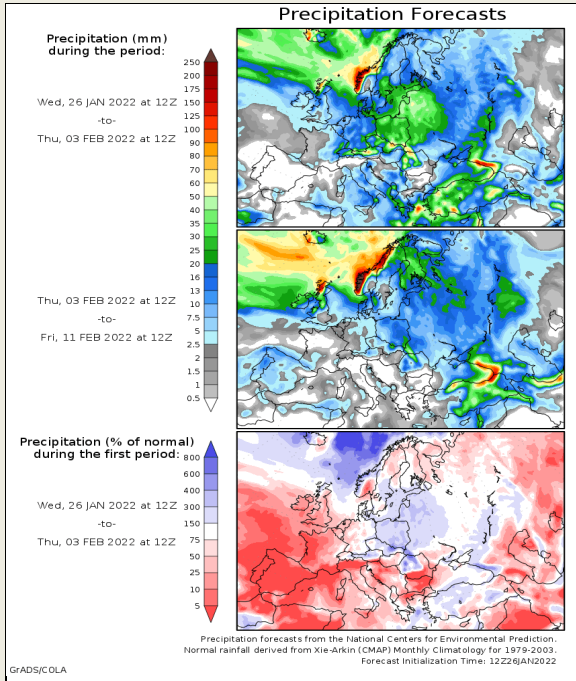 Precipitation Forecasts
Precipitation (mm)
during the period:
Wed, 26 JAN 2022 at 12Z
-to-
Thu, 03 FEB 2022 at 12Z
250
200
175
150
125
100
90
80
70
60
50
40
35
30
25
20
16
13
10
7.5
5
2.5
2
1.5
1
0.5
Thu, 03 FEB 2022 at 12Z
-to-
Fri, 11 FEB 2022 at 12Z
Precipitation (% of normal)
during the first period:
Wed, 26 JAN 2022 at 12Z
-to-
Thu, 03 FEB 2022 at 12Z
800
600
400
300
150
75
50
25
10
5
Precipitation forecasts from the National Centers for Environmental Prediction.
Normal rainfall derived from Xie-Arkin (CMAP) Monthly Climatology for 1979-2003.
Forecast Initialization Time: 12Z26JAN2022
GrADS/COLA